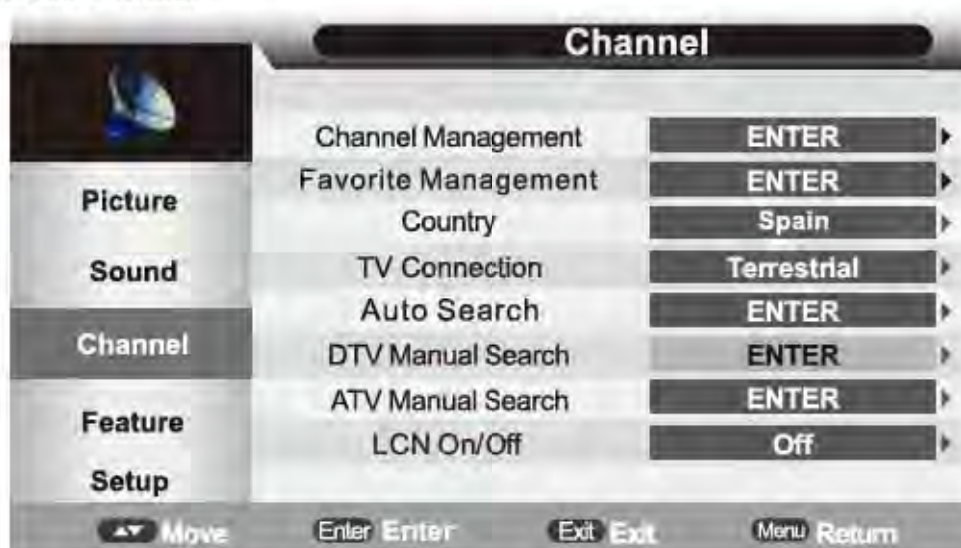 Channel
Channel Management ENTER
Favorite Management ENTER
Picture
Country Spain
Sound
TV Connection Terrestrial
Auto Search ENTER
Channel
DTV Manual Search ENTER
ATV Manual Search ENTER
Feature
LCN On/Off Off
Setup
Move Enter Enter Exit Exit Menu Return